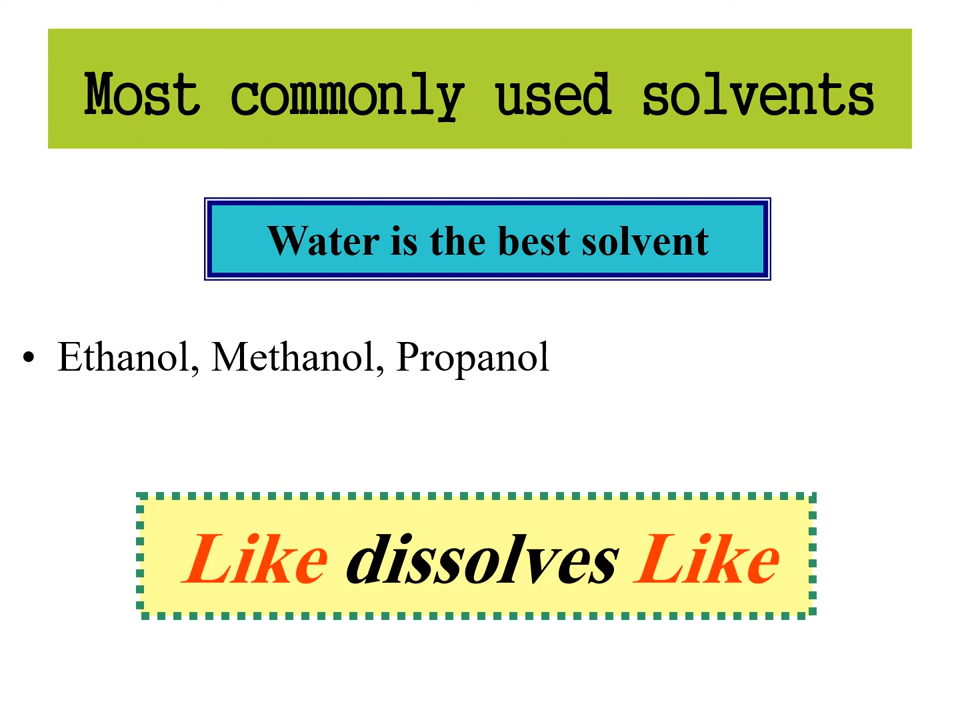 Most commonly used solvents
Water is the best solvent
• Ethanol, Methanol, Propanol
Like dissolves Like